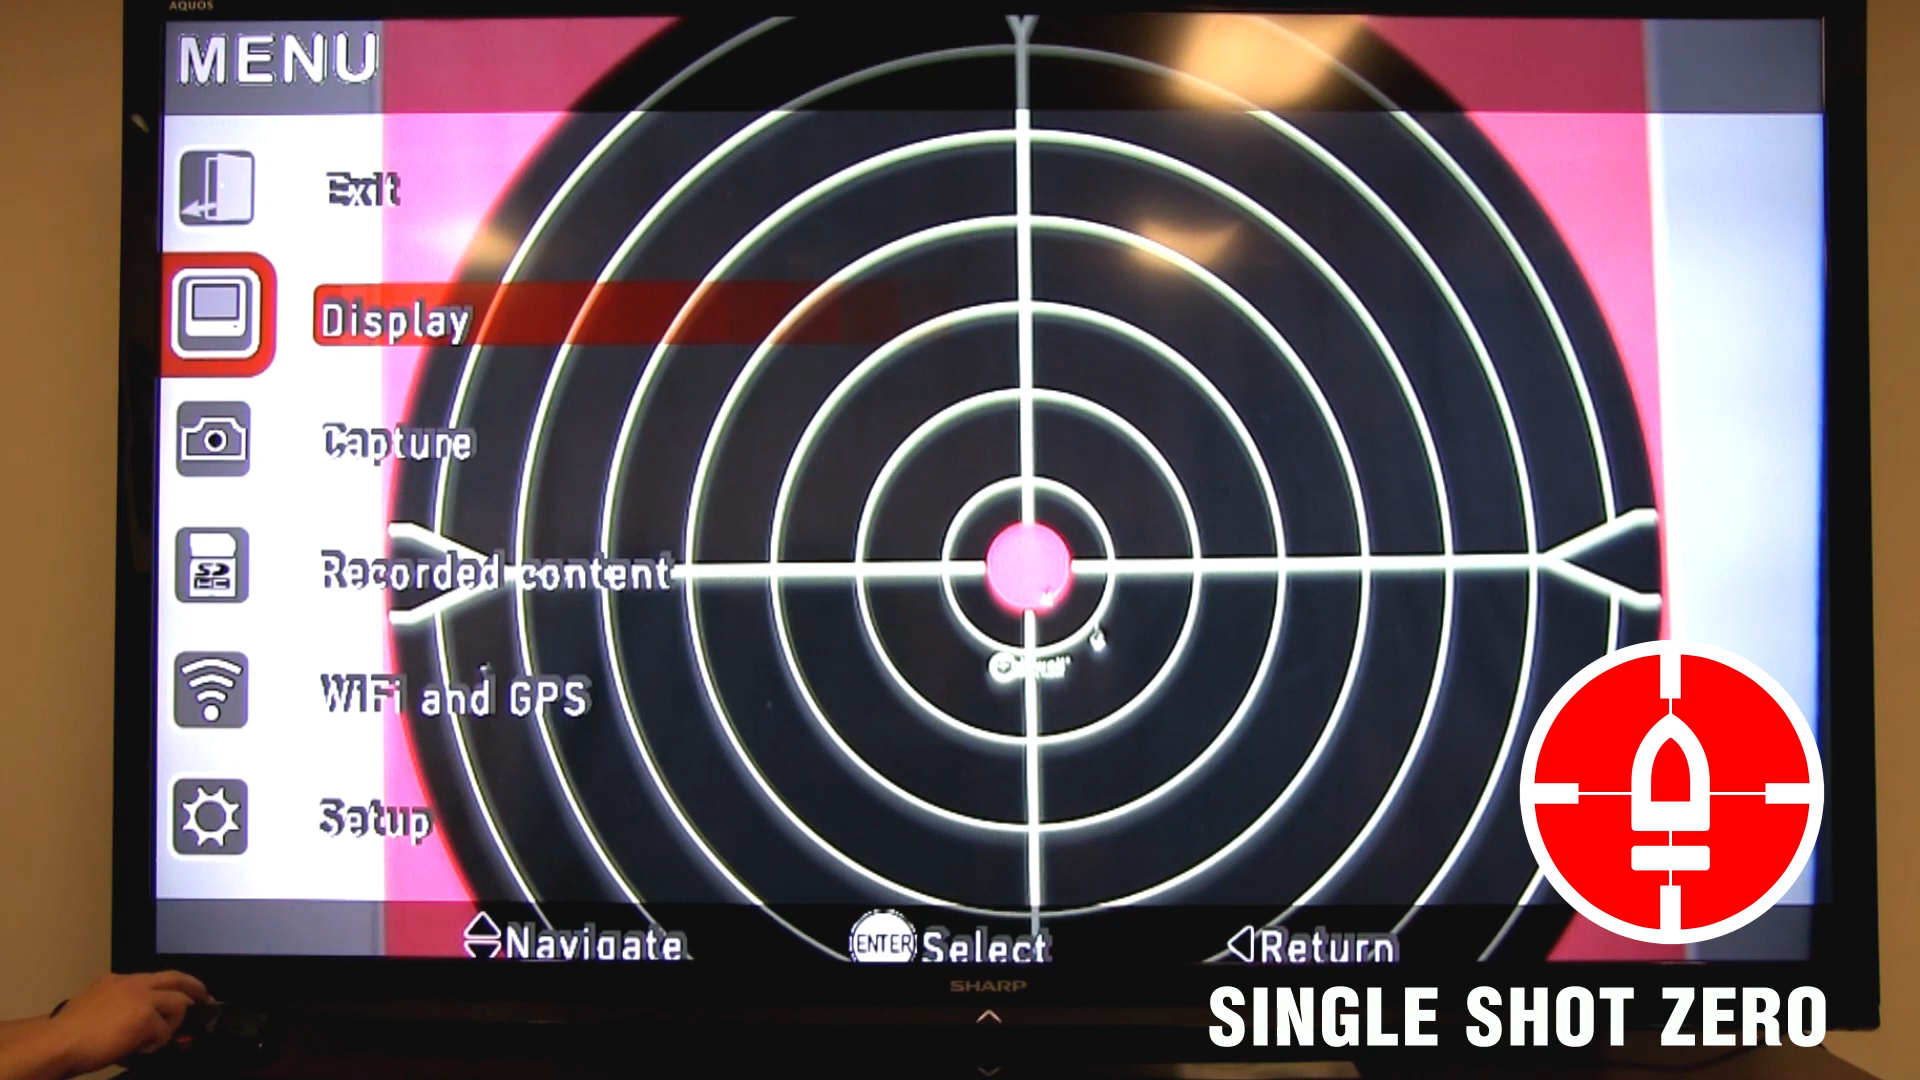 AQUOS
MENU
Exit
Display
Capture
Recorded content
WiFi and GPS
Setup
Navigate
ENTER Select
Return
SHARP
SINGLE SHOT ZERO